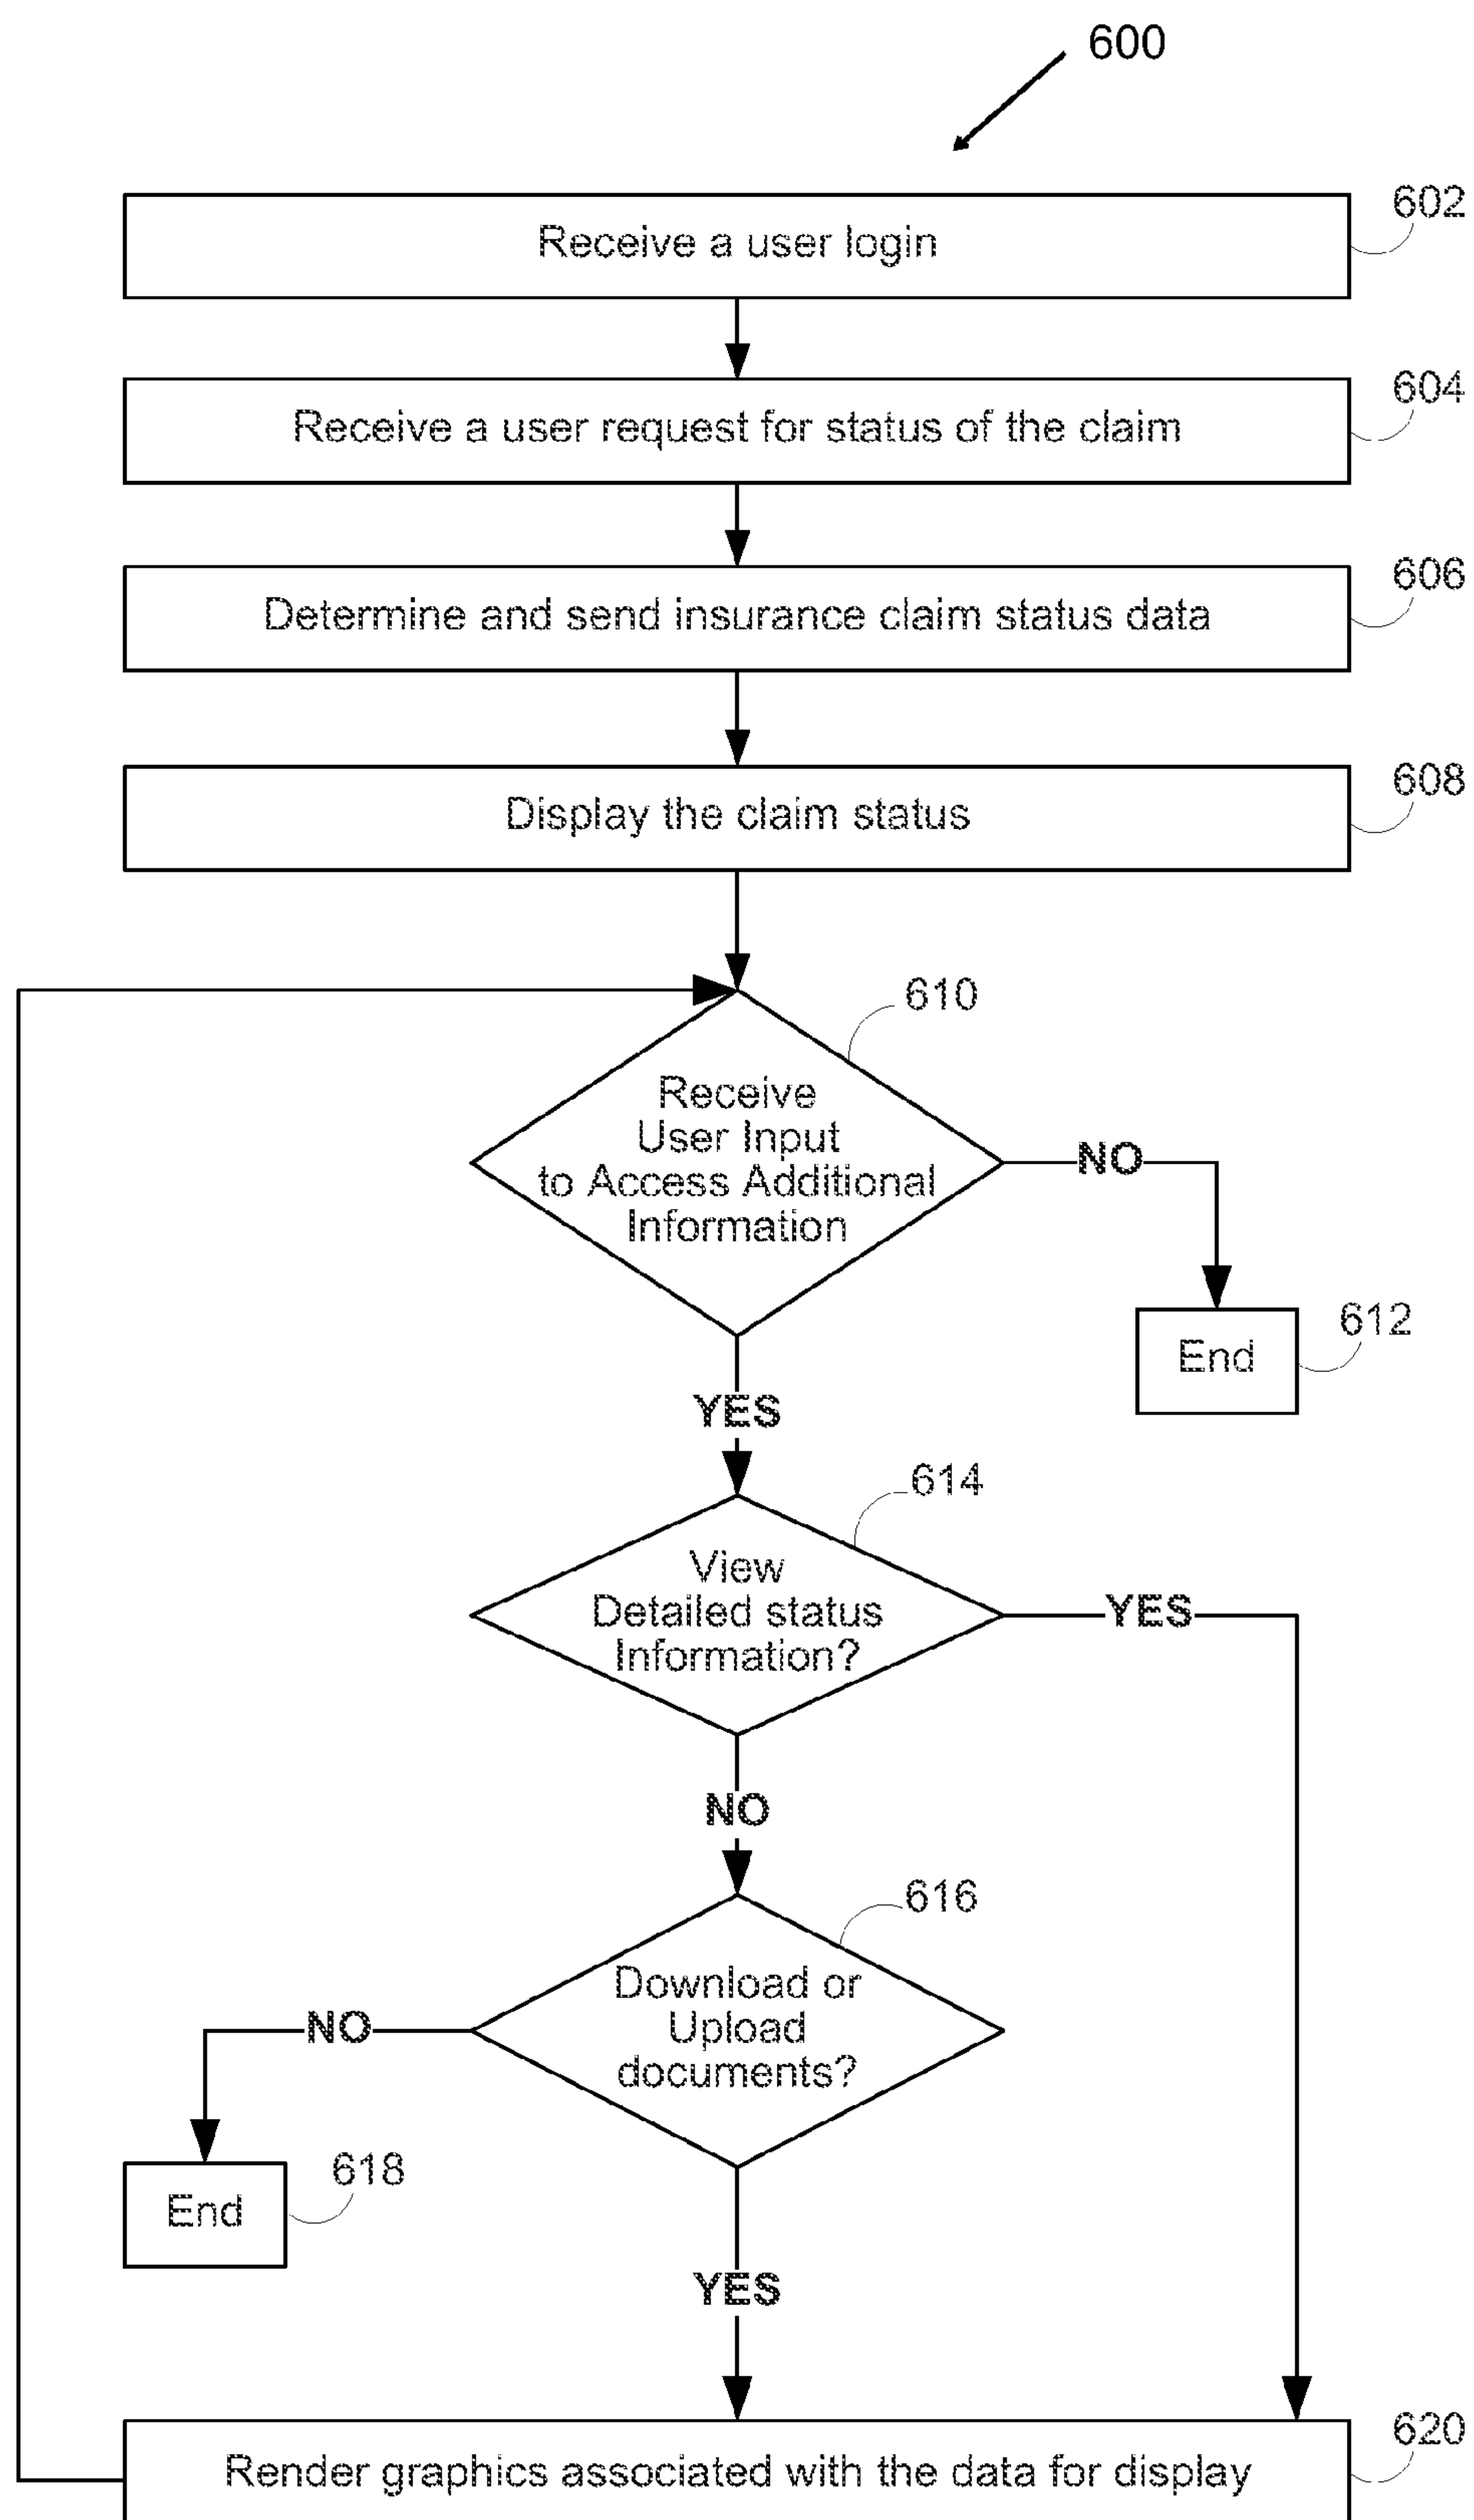 600
Receive a user login
602
Receive a user request for status of the claim
604
Determine and send insurance claim status data
606
Display the claim status
608
610
Receive
User Input
to Access Additional
Information
NO
End
612
YES
614
View
Detailed status
Information?
YES
NO
616
Download or
Upload
documents?
NO
End
618
YES
Render graphics associated with the data for display
620